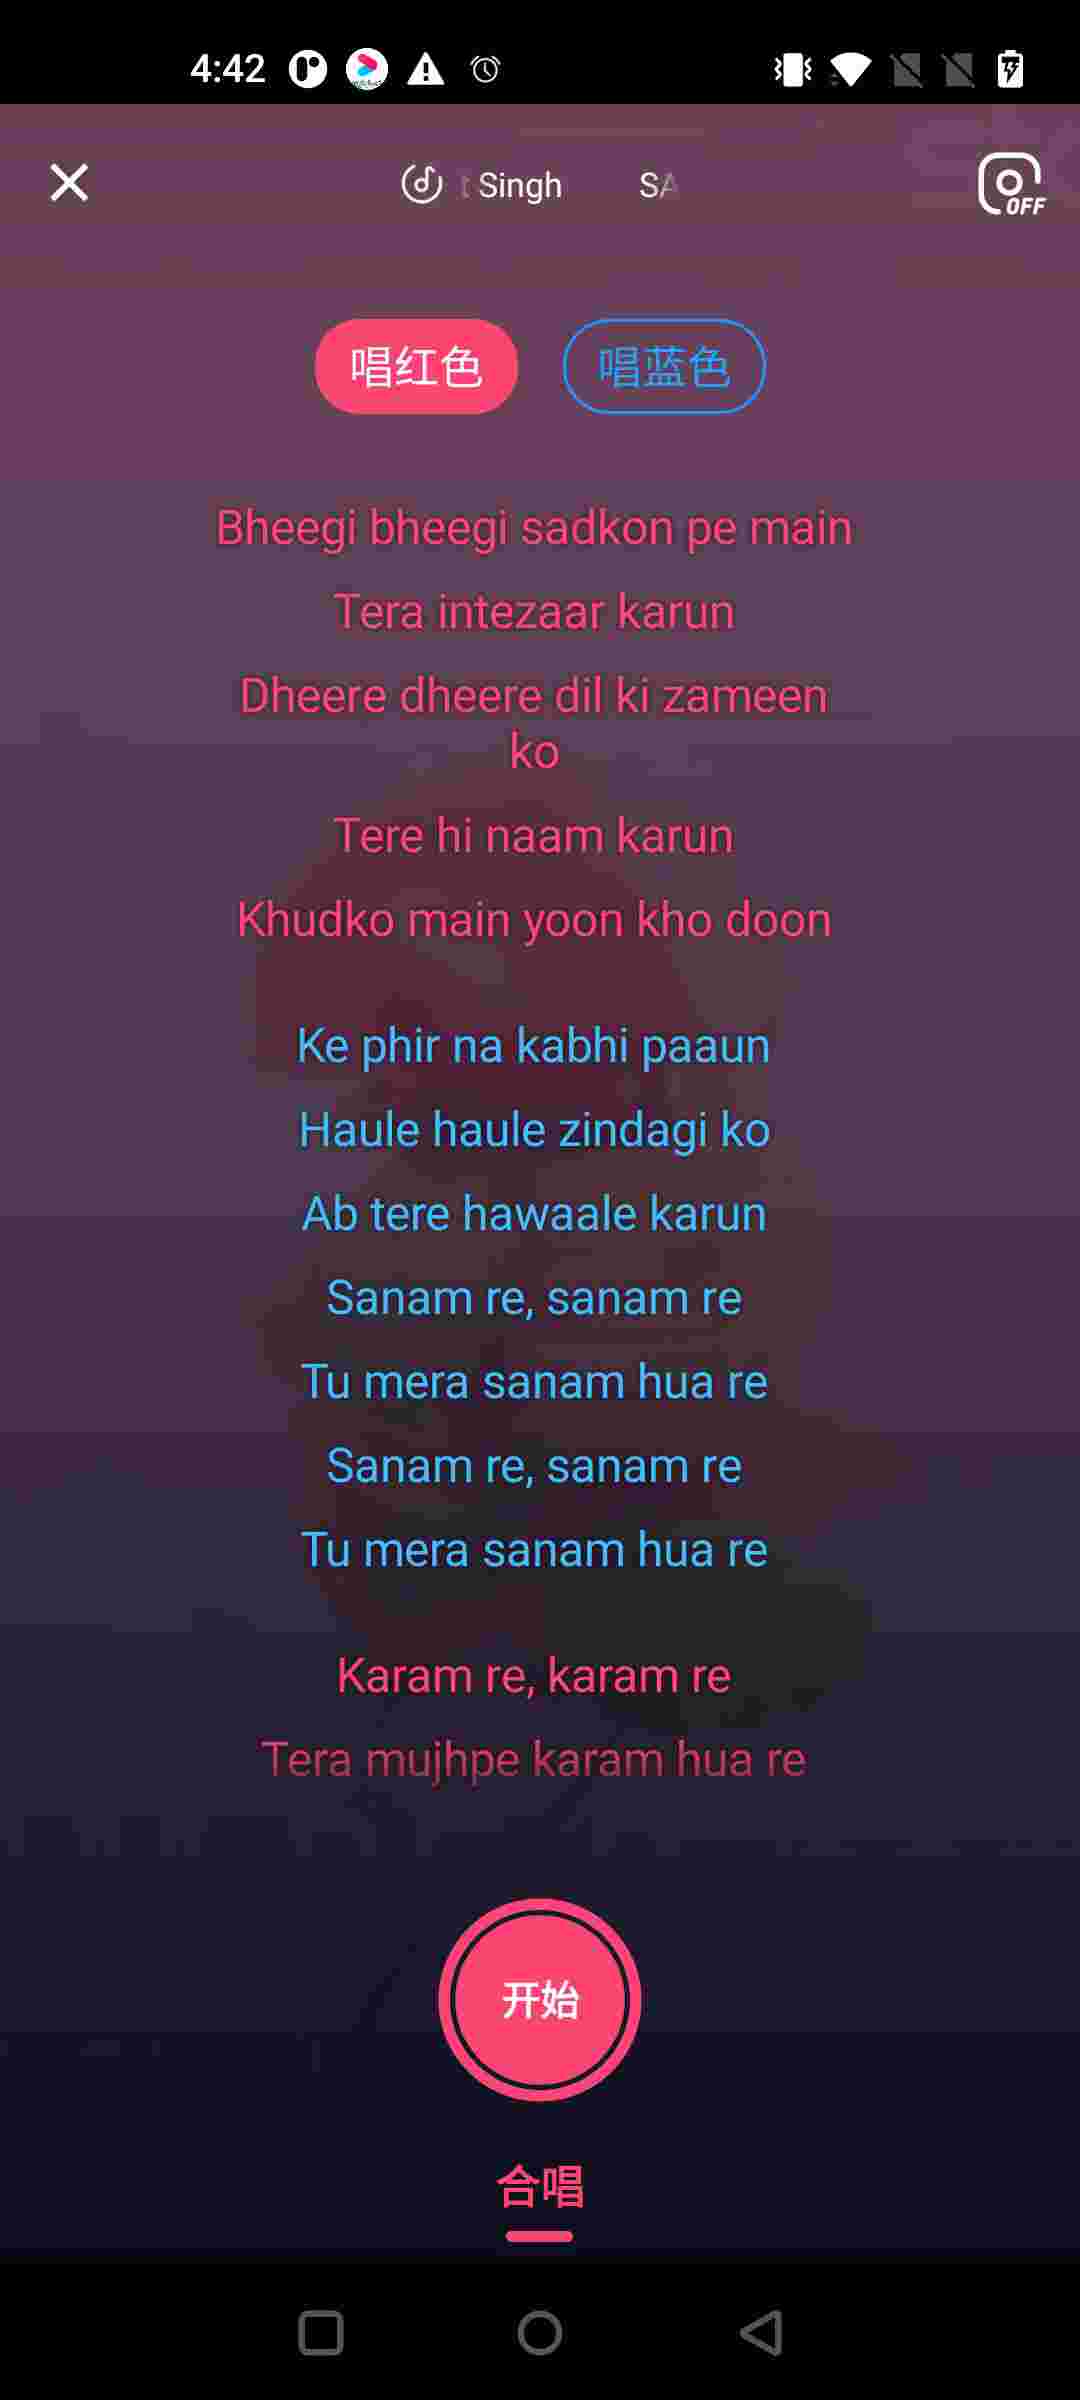 4:42
t Singh SA
OFF
唱红色 唱蓝色
Bheegi bheegi sadkon pe main
Tera intezaar karun
Dheere dheere dil ki zameen
ko
Tere hi naam karun
Khudko main yoon kho doon
Ke phir na kabhi paaun
Haule haule zindagi ko
Ab tere hawaale karun
Sanam re, sanam re
Tu mera sanam hua re
Sanam re, sanam re
Tu mera sanam hua re
Karam re, karam re
Tera mujhpe karam hua re
开始
合唱